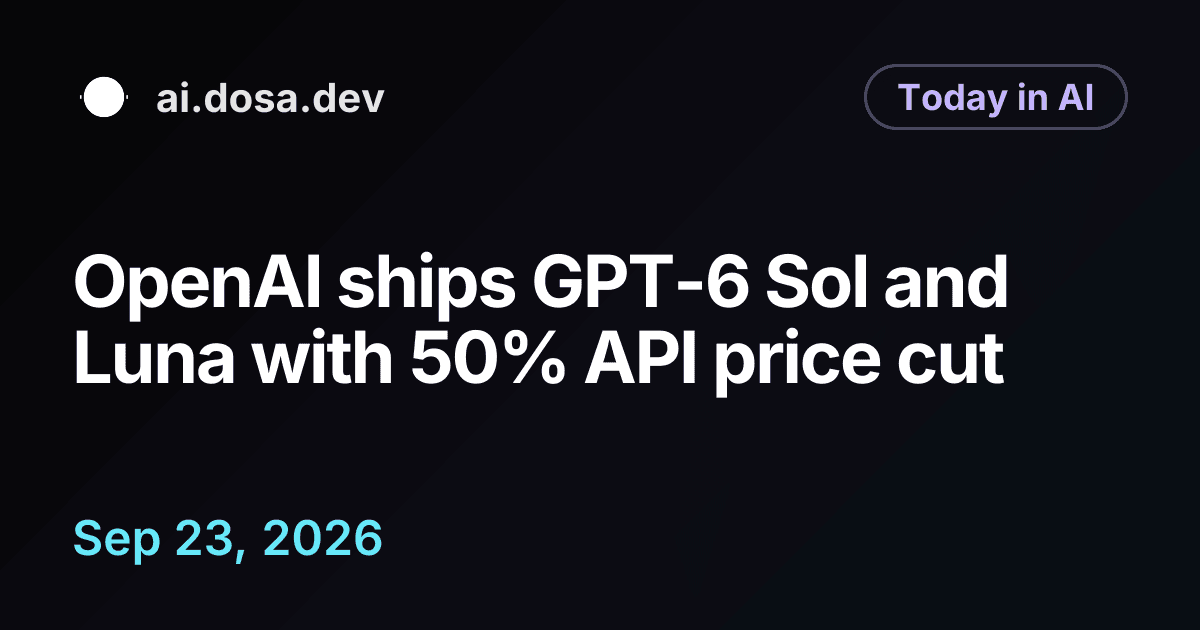 ai.dosa.dev
Today in AI
OpenAI ships GPT-6 Sol and
Luna with 50% API price cut
Sep 23, 2026